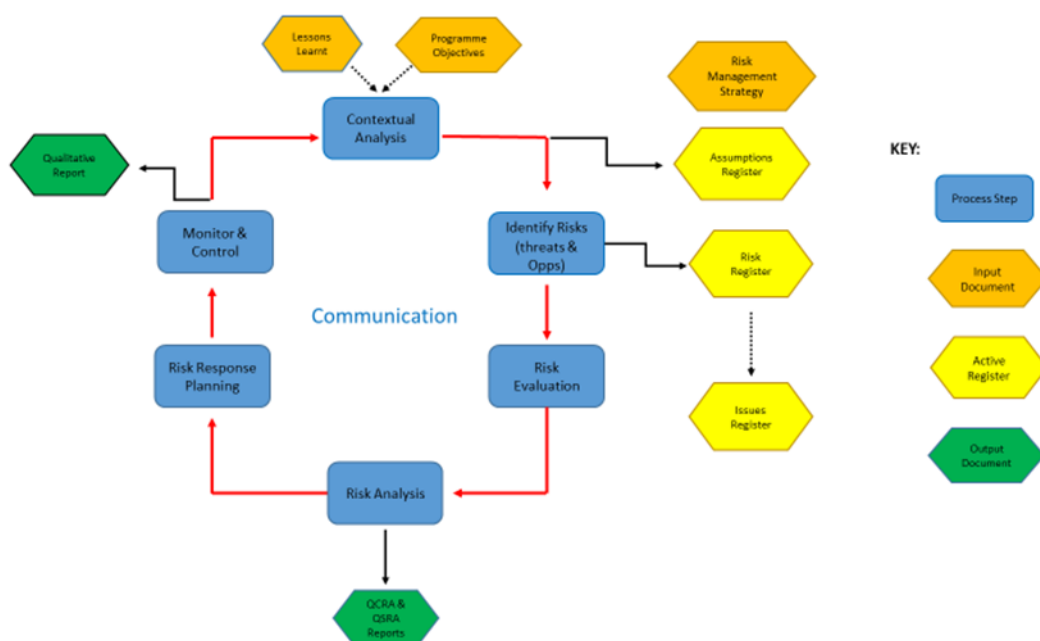 Lessons
Learnt
Programme
Objectives
Risk
Management
Strategy
Contextual
Analysis
Qualitative
Report
Assumptions
Register
KEY:
Process Step
Monitor &
Control
Identify Risks
(threats &
Opps)
Risk
Register
Input
Document
Communication
Risk Response
Planning
Risk
Evaluation
Active
Register
Issues
Register
Output
Document
Risk Analysis
QCRA &
QSRA
Reports